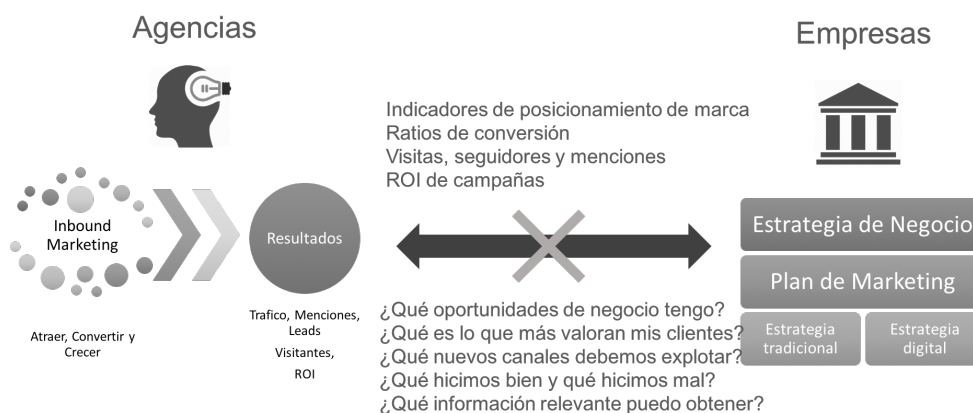 Agencias
Empresas
Indicadores de posicionamiento de marca
Ratios de conversión
Visitas, seguidores y menciones
ROI de campañas
Inbound
Marketing
Resultados
Atraer, Convertir y
Crecer
Trafico, Menciones,
Leads
Visitantes,
ROI
¿Qué oportunidades de negocio tengo?
¿Qué es lo que más valoran mis clientes?
¿Qué nuevos canales debemos explotar?
¿Qué hicimos bien y qué hicimos mal?
¿Qué información relevante puedo obtener?
Estrategia de Negocio
Plan de Marketing
Estrategia
tradicional
Estrategia
digital